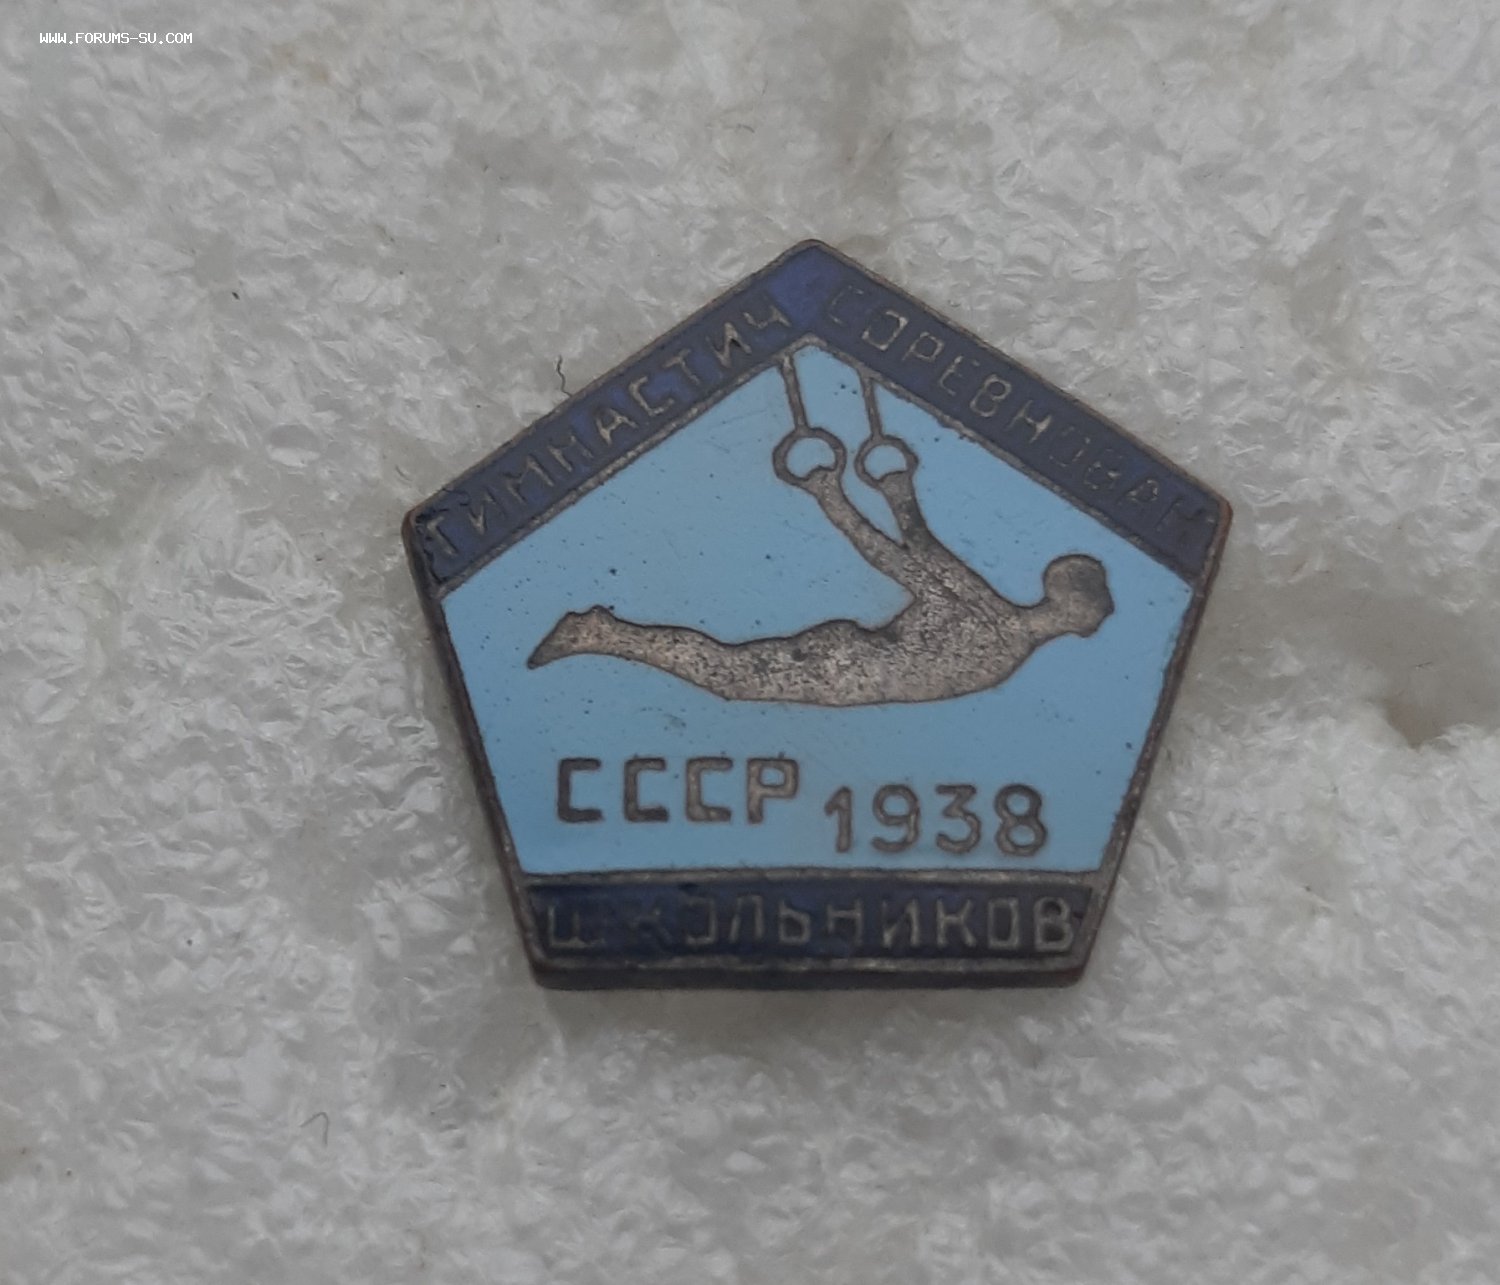 WWW.FORUMS-SU.COM
ГИМНАСТИЧ СОРЕВНОВАН
СССР 1938
ШКОЛЬНИКОВ